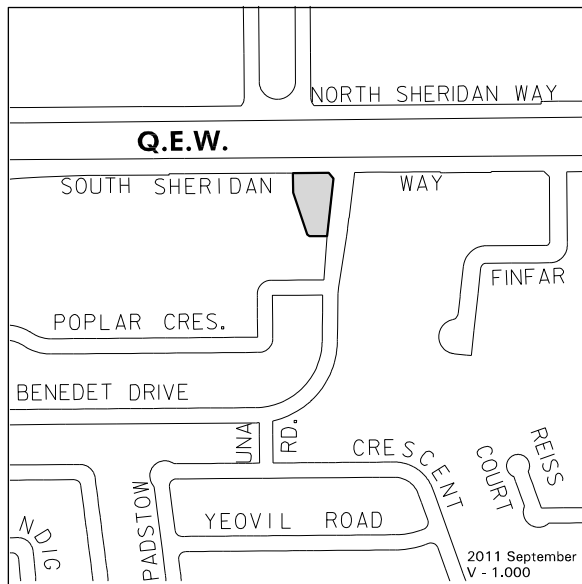 NORTH SHERIDAN WAY
Q.E.W.
SOUTH SHERIDAN WAY
FINFAR
POPLAR CRES.
BENEDET DRIVE
UNA RD.
CRESCENT
REISS
COURT
PADSTOW
YEOVIL ROAD
NDIG
2011 September
V - 1.000